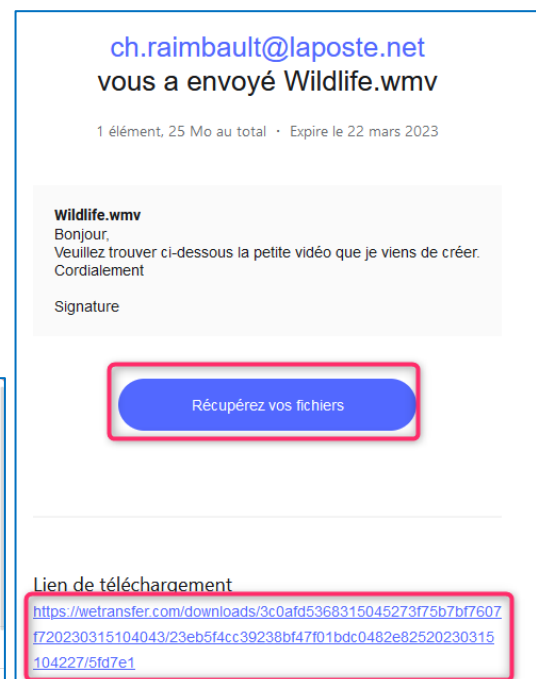 ch.raimbault@laposte.net
vous a envoyé Wildlife.wmv
1 élément, 25 Mo au total · Expire le 22 mars 2023
Wildlife.wmv
Bonjour,
Veuillez trouver ci-dessous la petite vidéo que je viens de créer.
Cordialement
Signature
Récupérez vos fichiers
Lien de téléchargement
https://wetransfer.com/downloads/3c0afd5368315045273f75b7bf7607
f720230315104043/23eb5f4cc39238bf47f01bdc0482e82520230315
104227/5fd7e1